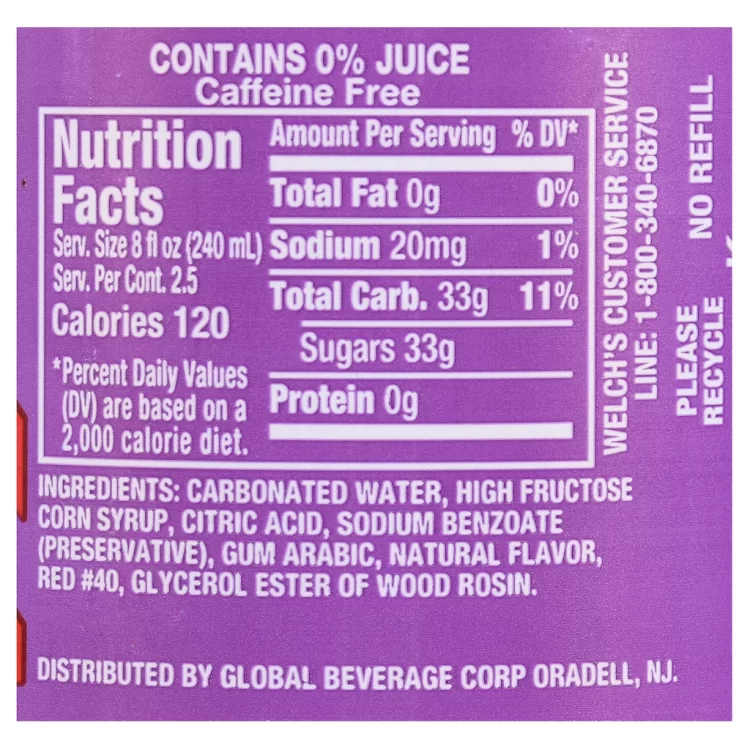 CONTAINS 0% JUICE
Caffeine Free
Nutrition
Facts
Serv. Size 8 fl oz (240 mL)
Serv. Per Cont. 2.5
Calories 120
*Percent Daily Values
(DV) are based on a
2,000 calorie diet.
Amount Per Serving % DV*
Total Fat 0g 0%
Sodium 20mg 1%
Total Carb. 33g 11%
Sugars 33g
Protein 0g
INGREDIENTS: CARBONATED WATER, HIGH FRUCTOSE
CORN SYRUP, CITRIC ACID, SODIUM BENZOATE
(PRESERVATIVE), GUM ARABIC, NATURAL FLAVOR,
RED #40, GLYCEROL ESTER OF WOOD ROSIN.
DISTRIBUTED BY GLOBAL BEVERAGE CORP ORADELL, NJ.
WELCH'S CUSTOMER SERVICE
LINE: 1-800-340-6870
PLEASE NO REFILL
RECYCLE